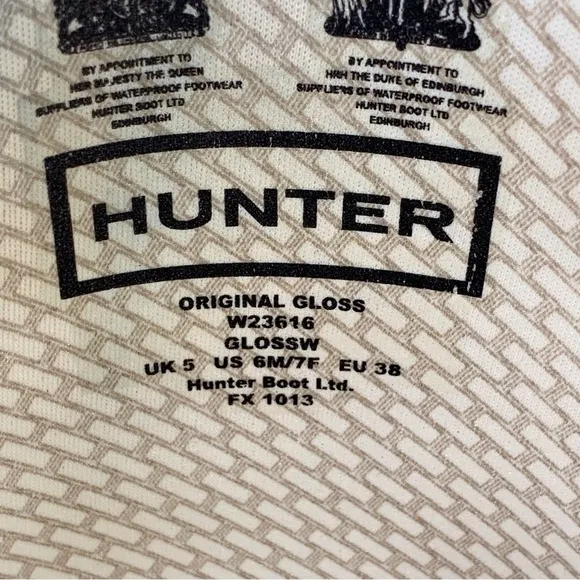 BY APPOINTMENT TO
HER MAJESTY THE QUEEN
SUPPLIERS OF WATERPROOF FOOTWEAR
HUNTER BOOT LTD
EDINBURGH
BY APPOINTMENT TO
HRH THE DUKE OF EDINBURGH
SUPPLIERS OF WATERPROOF FOOTWEAR
HUNTER BOOT LTD
EDINBURGH
HUNTER
ORIGINAL GLOSS
W23616
GLOSSW
UK 5 US 6M/7F EU 38
Hunter Boot Ltd.
FX 1013